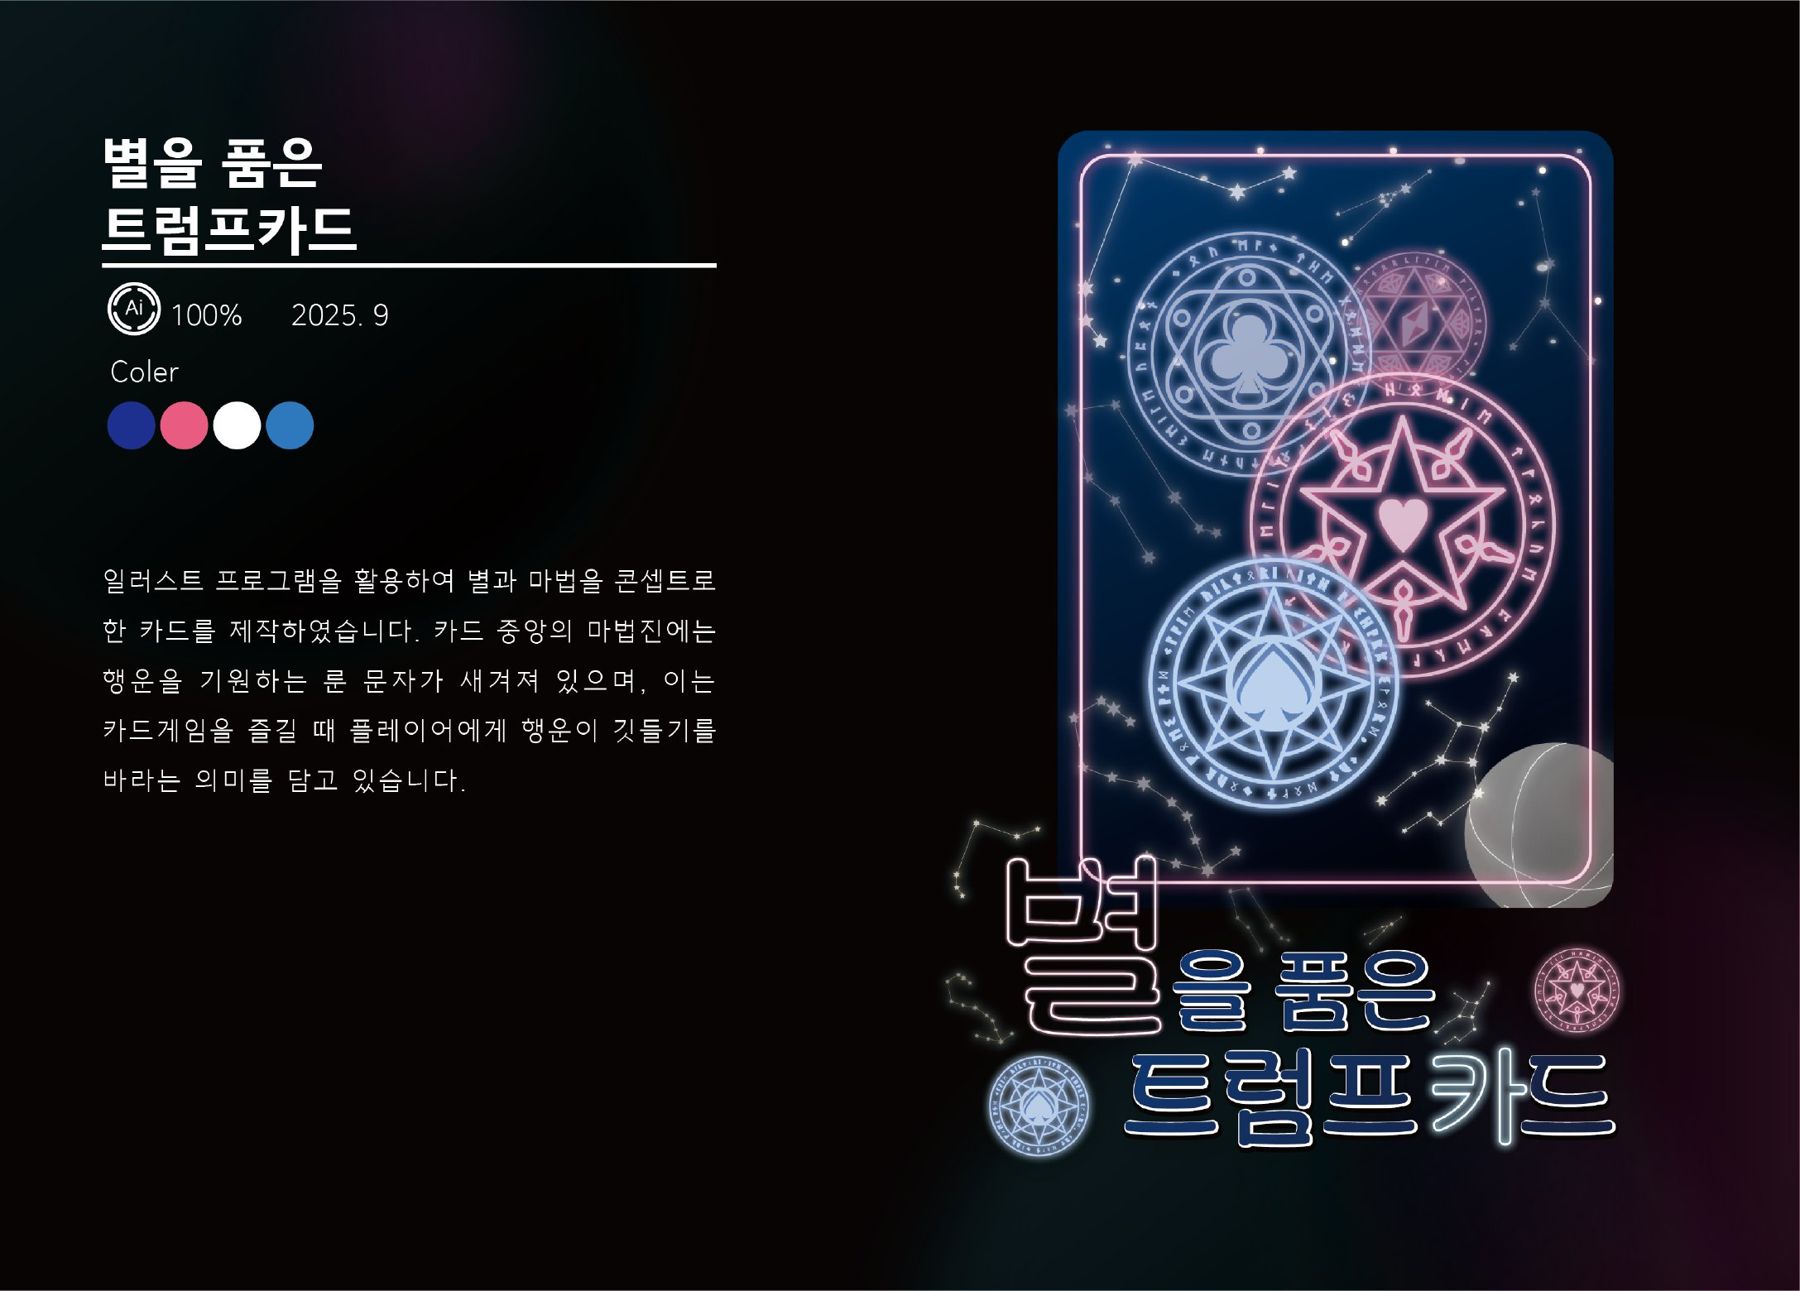 별을 품은
트럼프카드
Ai 100% 2025. 9
Coler
일러스트 프로그램을 활용하여 별과 마법을 콘셉트로
한 카드를 제작하였습니다. 카드 중앙의 마법진에는
행운을 기원하는 룬 문자가 새겨져 있으며, 이는
카드게임을 즐길 때 플레이어에게 행운이 깃들기를
바라는 의미를 담고 있습니다.
별을 품은
트럼프카드